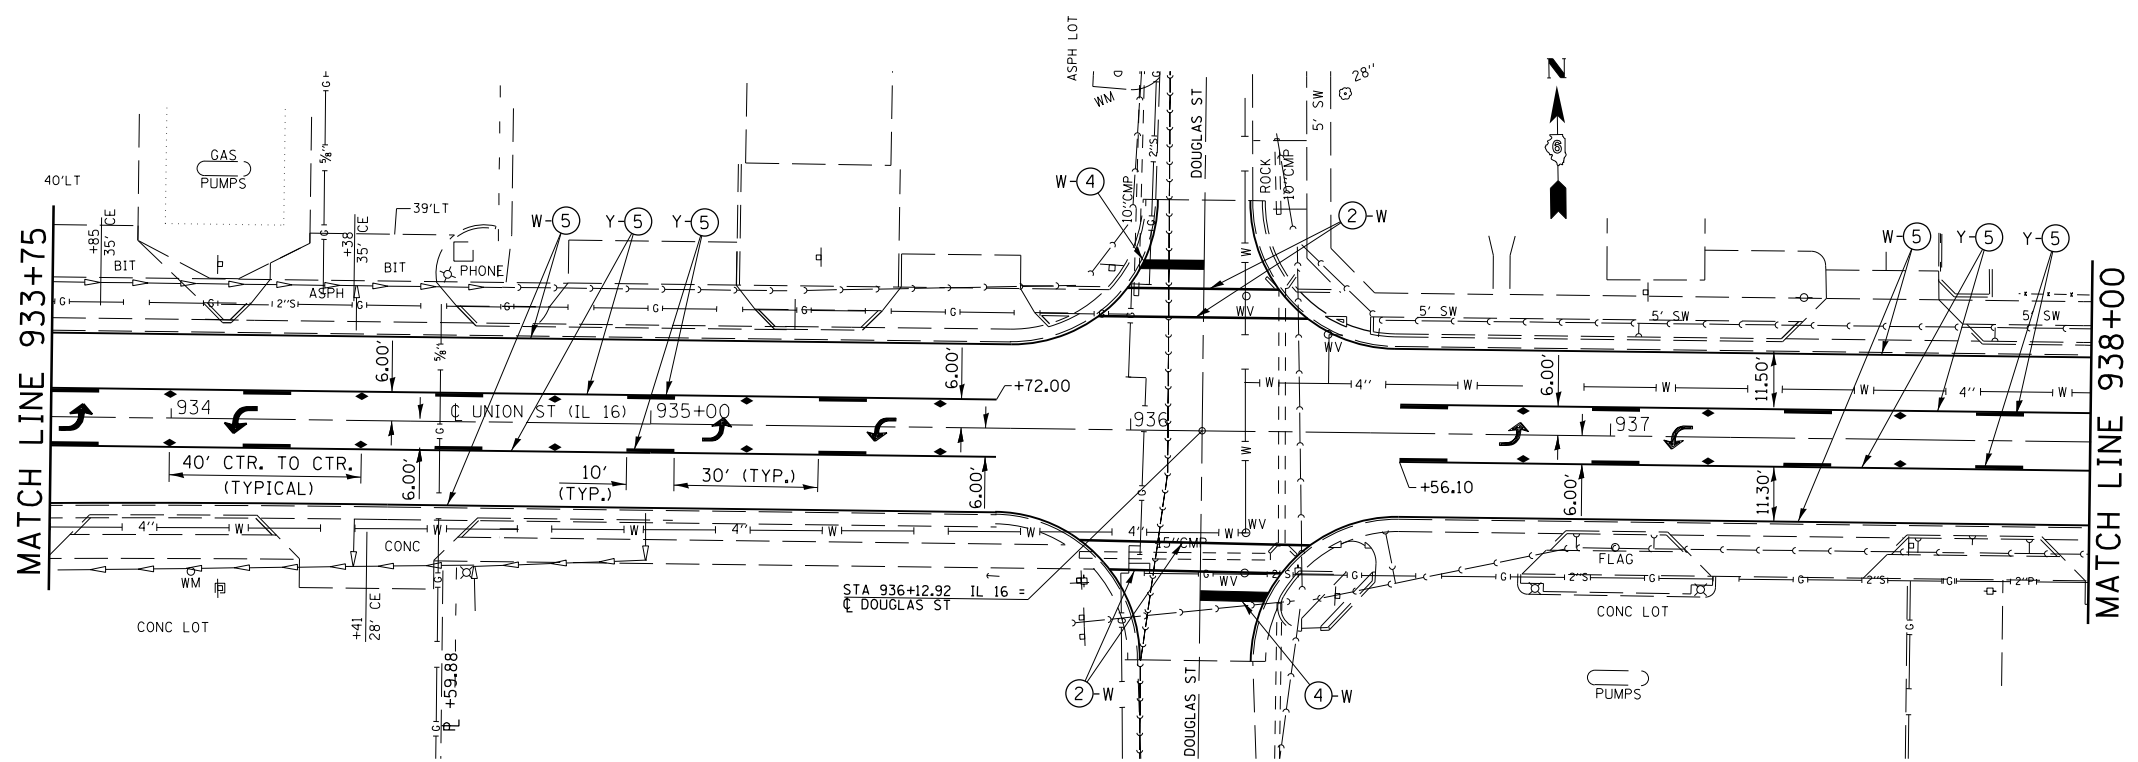 MATCH LINE 933+75
MATCH LINE 938+00
N
6
ASPH LOT
WM
G
DOUGLAS ST
5' SW
28''
2''S
10''CMP
ROCK
10''CMP
GAS
PUMPS
40'LT
39'LT
5/8''
+85
35' CE
+38
35' CE
BIT
BIT
PHONE
ASPH
W-5
Y-5
Y-5
W-4
2-W
W-5
Y-5
Y-5
G
2''S
G
G
G
G
WV
WV
5' SW
5' SW
5' SW
5/8''
6.00'
6.00'
+72.00
W
4''
W
W
W
4''
W
6.00'
11.50'
934
℄ UNION ST (IL 16)
935+00
936
937
40' CTR. TO CTR.
(TYPICAL)
6.00'
10'
(TYP.)
30' (TYP.)
6.00'
+56.10
6.00'
11.30'
4''
W
W
4''
W
W
4''
W
WV
CONC
15''CMP
WM
G
WV
2''S
G
G
2''S
G
FLAG
G
2''S
G
2''P
STA 936+12.92 IL 16 =
℄ DOUGLAS ST
CONC LOT
+41
28' CE
CONC LOT
PL +59.88
2-W
4-W
DOUGLAS ST
PUMPS